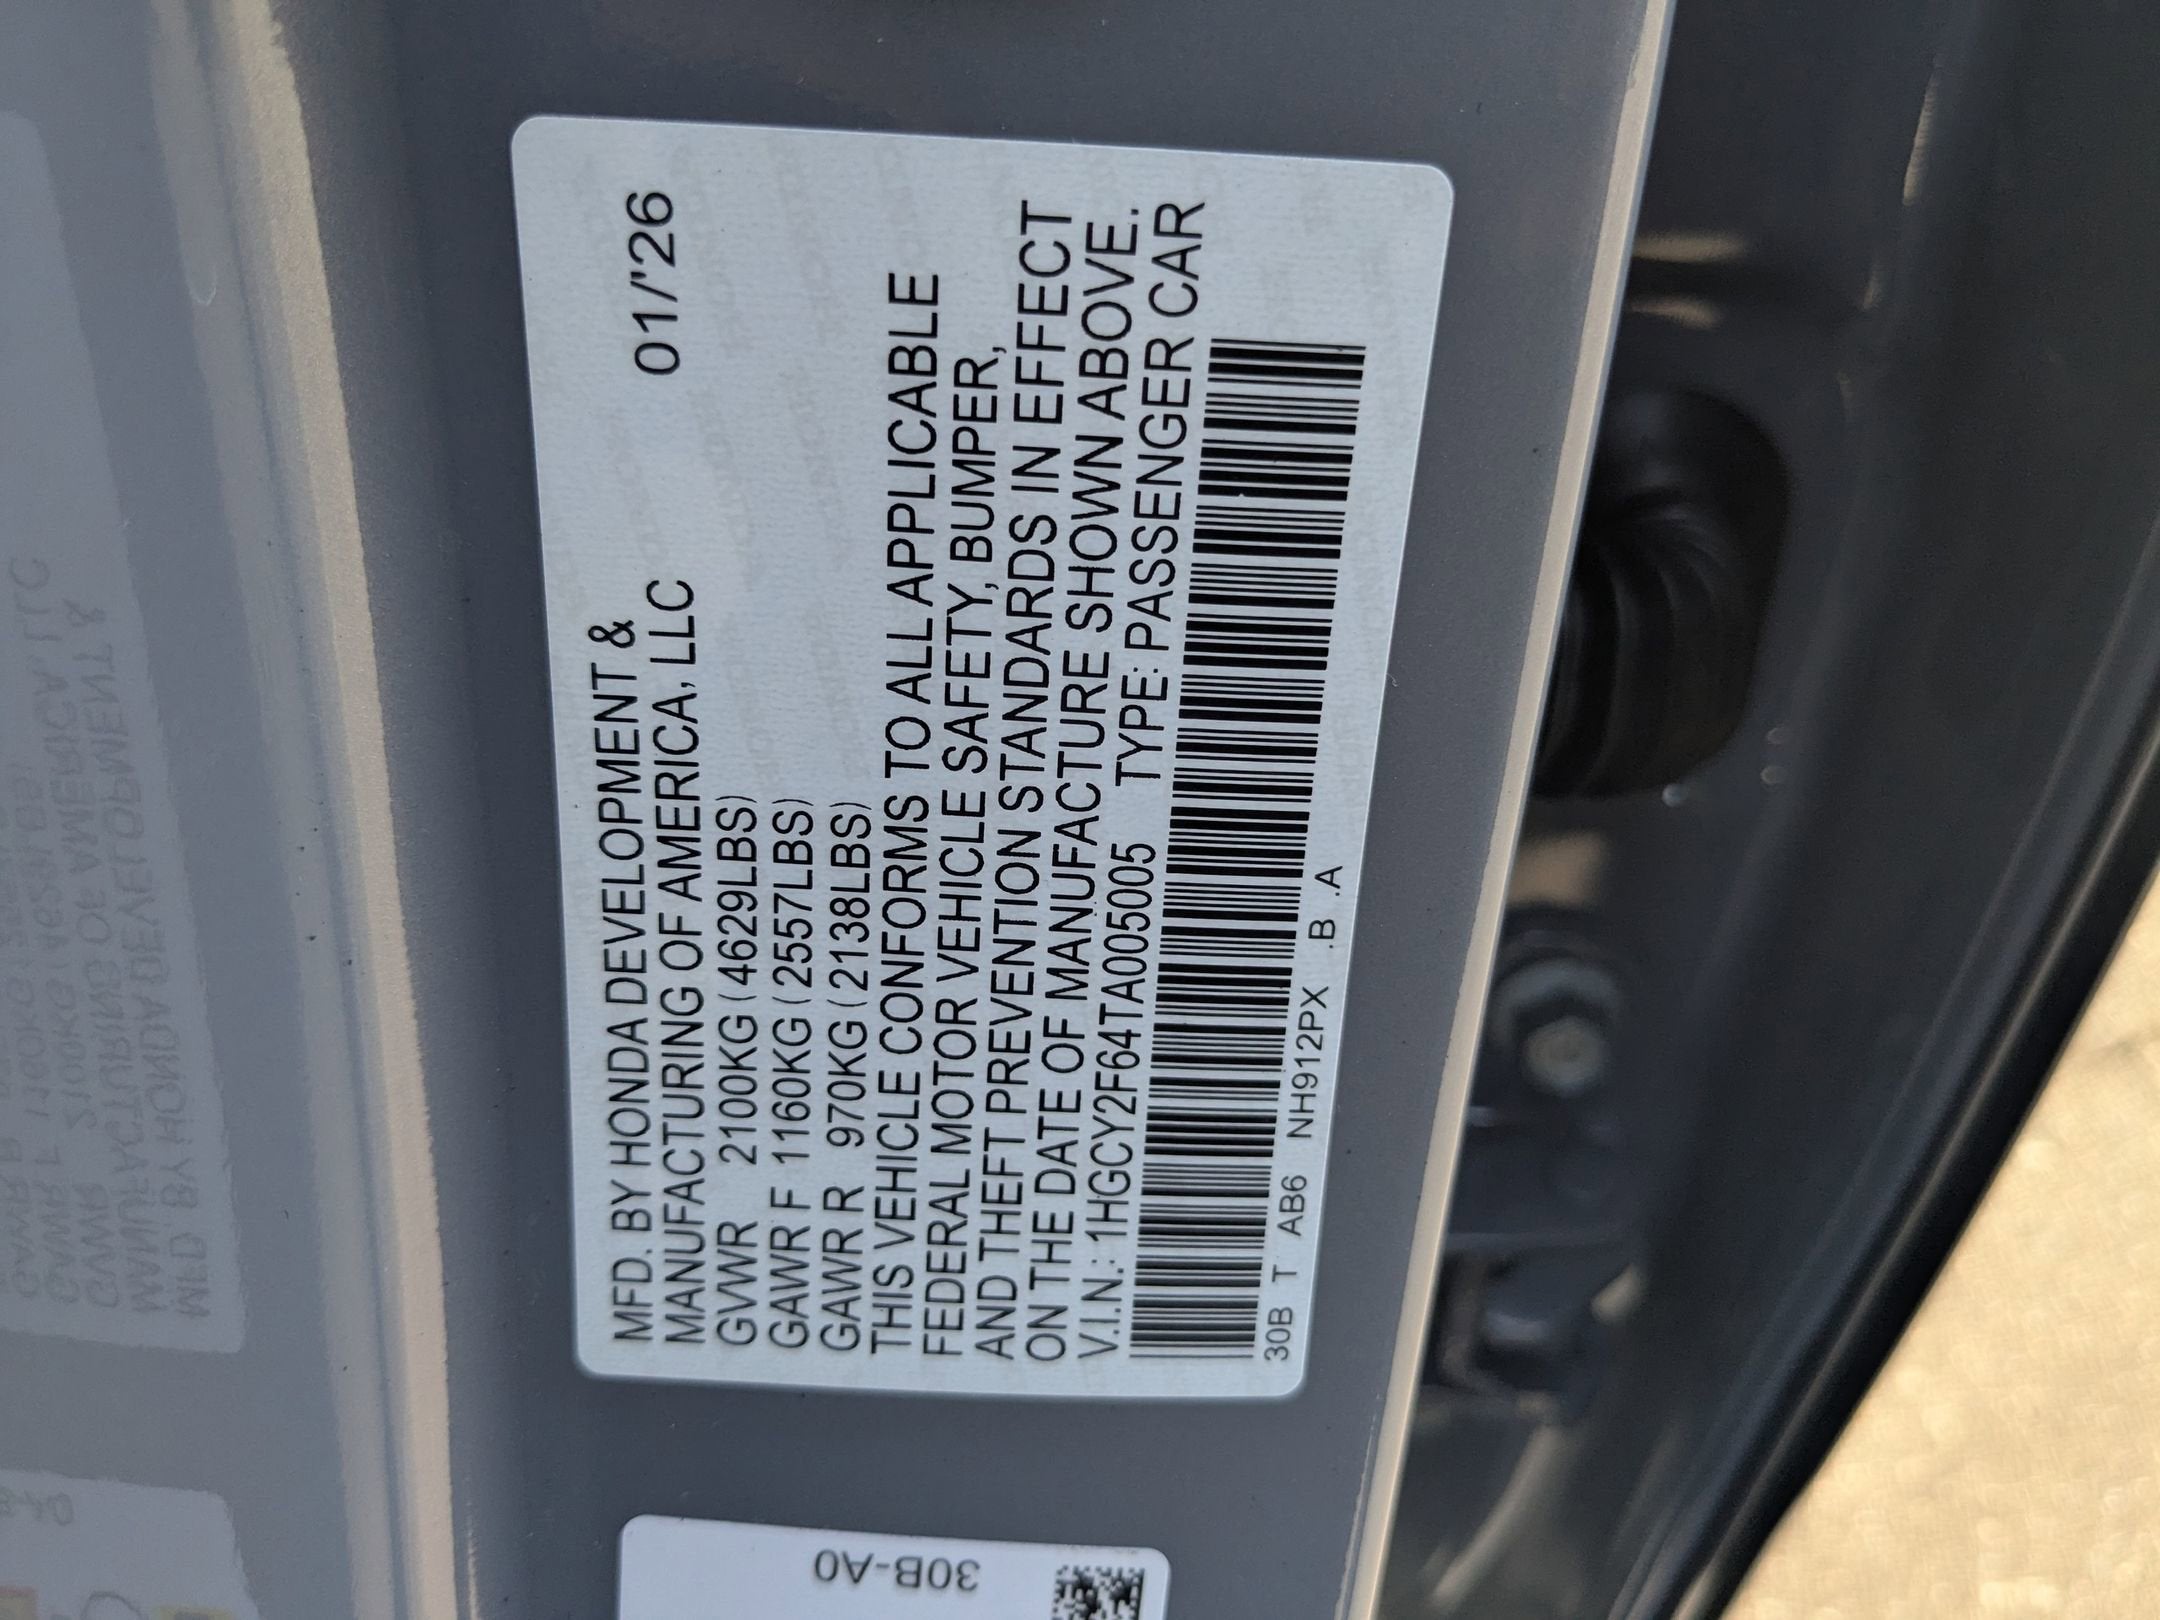 MFD. BY HONDA DEVELOPMENT &
MANUFACTURING OF AMERICA, LLC 01/'26
GVWR 2100KG (4629LBS)
GAWR F 1160KG (2557LBS)
GAWR R 970KG (2138LBS)
THIS VEHICLE CONFORMS TO ALL APPLICABLE
FEDERAL MOTOR VEHICLE SAFETY, BUMPER,
AND THEFT PREVENTION STANDARDS IN EFFECT
ON THE DATE OF MANUFACTURE SHOWN ABOVE.
V.I.N.: 1HGCY2F64TA005005 TYPE: PASSENGER CAR
30B T AB6 NH912PX .B .A
30B-A0